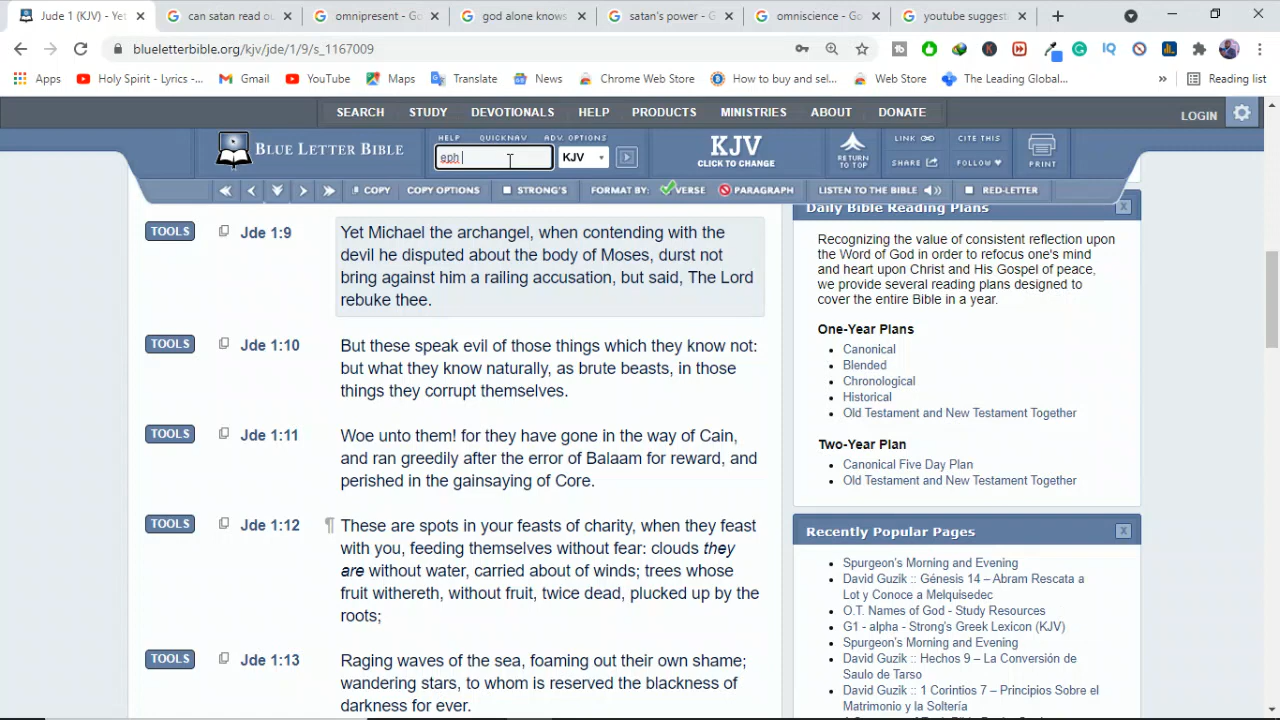 Jude 1 (KJV) - Yet
can satan read ou
omnipresent - Go
god alone knows
satan's power - G
omniscience - Go
youtube suggesti
blueletterbible.org/kjv/jde/1/9/s_1167009
Apps
Holy Spirit - Lyrics -...
Gmail
YouTube
Maps
Translate
News
Chrome Web Store
How to buy and sel...
Web Store
The Leading Global...
»
Reading list
SEARCH STUDY DEVOTIONALS HELP PRODUCTS MINISTRIES ABOUT DONATE
LOGIN
BLUE LETTER BIBLE
HELP QUICKNAV ADV. OPTIONS
eph
KJV
KJV
CLICK TO CHANGE
RETURN
TO TOP
LINK
CITE THIS
SHARE
FOLLOW
PRINT
COPY COPY OPTIONS STRONG'S FORMAT BY: VERSE PARAGRAPH LISTEN TO THE BIBLE RED-LETTER
TOOLS Jde 1:9 Yet Michael the archangel, when contending with the
devil he disputed about the body of Moses, durst not
bring against him a railing accusation, but said, The Lord
rebuke thee.
TOOLS Jde 1:10 But these speak evil of those things which they know not:
but what they know naturally, as brute beasts, in those
things they corrupt themselves.
TOOLS Jde 1:11 Woe unto them! for they have gone in the way of Cain,
and ran greedily after the error of Balaam for reward, and
perished in the gainsaying of Core.
TOOLS Jde 1:12 ¶ These are spots in your feasts of charity, when they feast
with you, feeding themselves without fear: clouds they
are without water, carried about of winds; trees whose
fruit withereth, without fruit, twice dead, plucked up by the
roots;
TOOLS Jde 1:13 Raging waves of the sea, foaming out their own shame;
wandering stars, to whom is reserved the blackness of
darkness for ever.
Daily Bible Reading Plans
Recognizing the value of consistent reflection upon
the Word of God in order to refocus one's mind
and heart upon Christ and His Gospel of peace,
we provide several reading plans designed to
cover the entire Bible in a year.
One-Year Plans
Canonical
Blended
Chronological
Historical
Old Testament and New Testament Together
Two-Year Plan
Canonical Five Day Plan
Old Testament and New Testament Together
Recently Popular Pages
Spurgeon's Morning and Evening
David Guzik :: Génesis 14 – Abram Rescata a
Lot y Conoce a Melquisedec
O.T. Names of God - Study Resources
G1 - alpha - Strong's Greek Lexicon (KJV)
Spurgeon's Morning and Evening
David Guzik :: Hechos 9 – La Conversión de
Saulo de Tarso
David Guzik :: 1 Corintios 7 – Principios Sobre el
Matrimonio y la Soltería